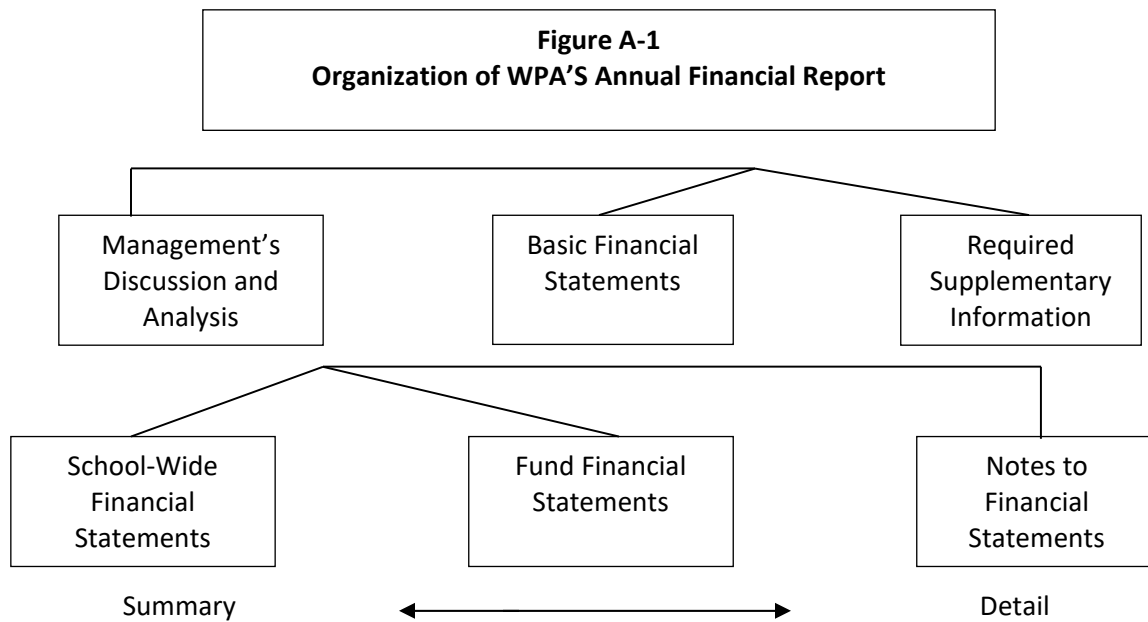 Figure A-1
Organization of WPA’S Annual Financial Report
Management’s
Discussion and
Analysis
Basic Financial
Statements
Required
Supplementary
Information
School-Wide
Financial
Statements
Fund Financial
Statements
Notes to
Financial
Statements
Summary
Detail